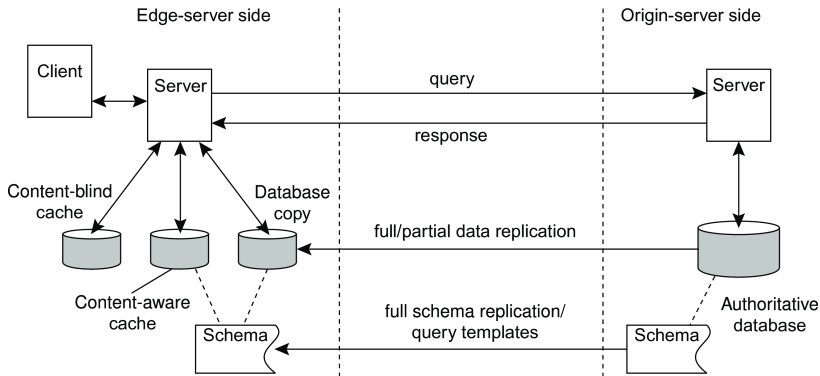 Edge-server side
Origin-server side
Client
Server
query
Server
response
Content-blind
cache
Database
copy
full/partial data replication
Content-aware
cache
full schema replication/
query templates
Authoritative
database
Schema
Schema